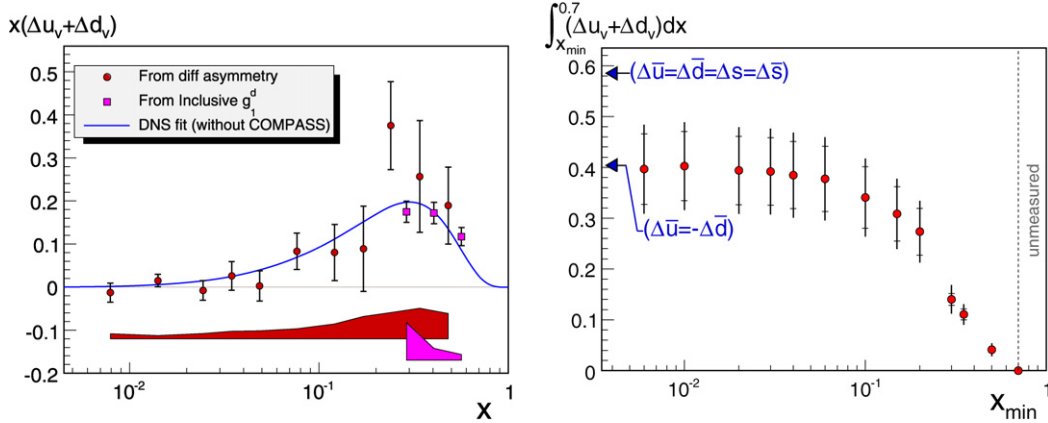 x(Δu_v+Δd_v)
0.5
0.4
0.3
0.2
0.1
0
-0.1
-0.2
From diff asymmetry
From Inclusive g_1^d
DNS fit (without COMPASS)
10^-2
10^-1
1
x
∫_{x_min}^{0.7}(Δu_v+Δd_v)dx
0.6
0.5
0.4
0.3
0.2
0.1
0
(Δū=Δd̄=Δs=Δs̄)
(Δū=-Δd̄)
unmeasured
10^-2
10^-1
1
x_min